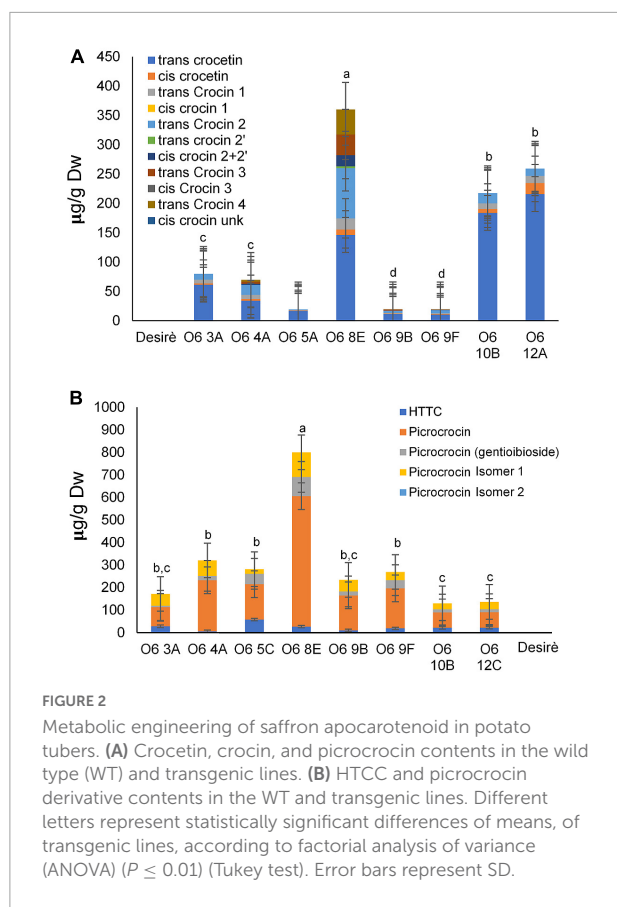 A
450
400
350
300
250
200
150
100
50
0
µg/g Dw
trans crocetin
cis crocetin
trans Crocin 1
cis crocin 1
trans Crocin 2
trans crocin 2'
cis crocin 2+2'
trans Crocin 3
cis Crocin 3
trans Crocin 4
cis crocin unk
c c a d d b b
Desirè O6 3A O6 4A O6 5A O6 8E O6 9B O6 9F O6 10B O6 12A
B
1000
900
800
700
600
500
400
300
200
100
0
µg/g Dw
HTTC
Picrocrocin
Picrocrocin (gentioibioside)
Picrocrocin Isomer 1
Picrocrocin Isomer 2
b,c b b a b,c b c c
O6 3A O6 4A O6 5C O6 8E O6 9B O6 9F O6 10B O6 12C Desirè
FIGURE 2
Metabolic engineering of saffron apocarotenoid in potato
tubers. (A) Crocetin, crocin, and picrocrocin contents in the wild
type (WT) and transgenic lines. (B) HTCC and picrocrocin
derivative contents in the WT and transgenic lines. Different
letters represent statistically significant differences of means, of
transgenic lines, according to factorial analysis of variance
(ANOVA) (P ≤ 0.01) (Tukey test). Error bars represent SD.